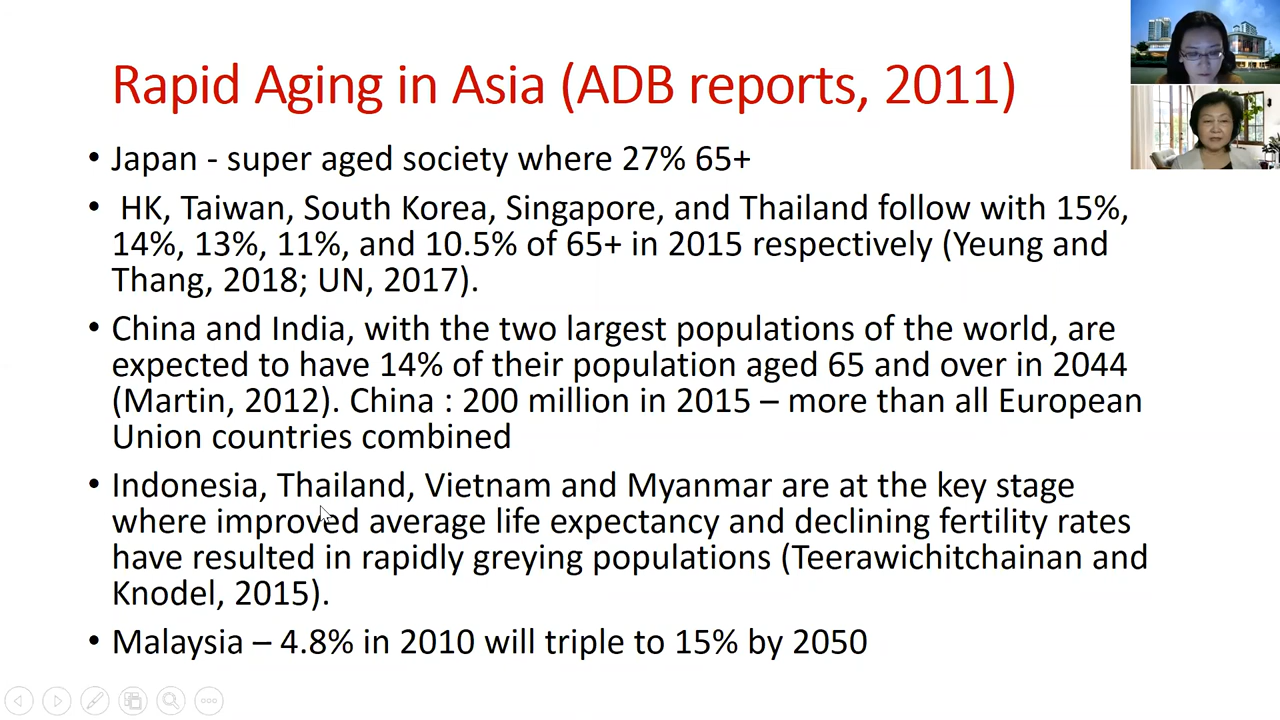 Rapid Aging in Asia (ADB reports, 2011)
• Japan - super aged society where 27% 65+
• HK, Taiwan, South Korea, Singapore, and Thailand follow with 15%,
14%, 13%, 11%, and 10.5% of 65+ in 2015 respectively (Yeung and
Thang, 2018; UN, 2017).
• China and India, with the two largest populations of the world, are
expected to have 14% of their population aged 65 and over in 2044
(Martin, 2012). China : 200 million in 2015 – more than all European
Union countries combined
• Indonesia, Thailand, Vietnam and Myanmar are at the key stage
where improved average life expectancy and declining fertility rates
have resulted in rapidly greying populations (Teerawichitchainan and
Knodel, 2015).
• Malaysia – 4.8% in 2010 will triple to 15% by 2050